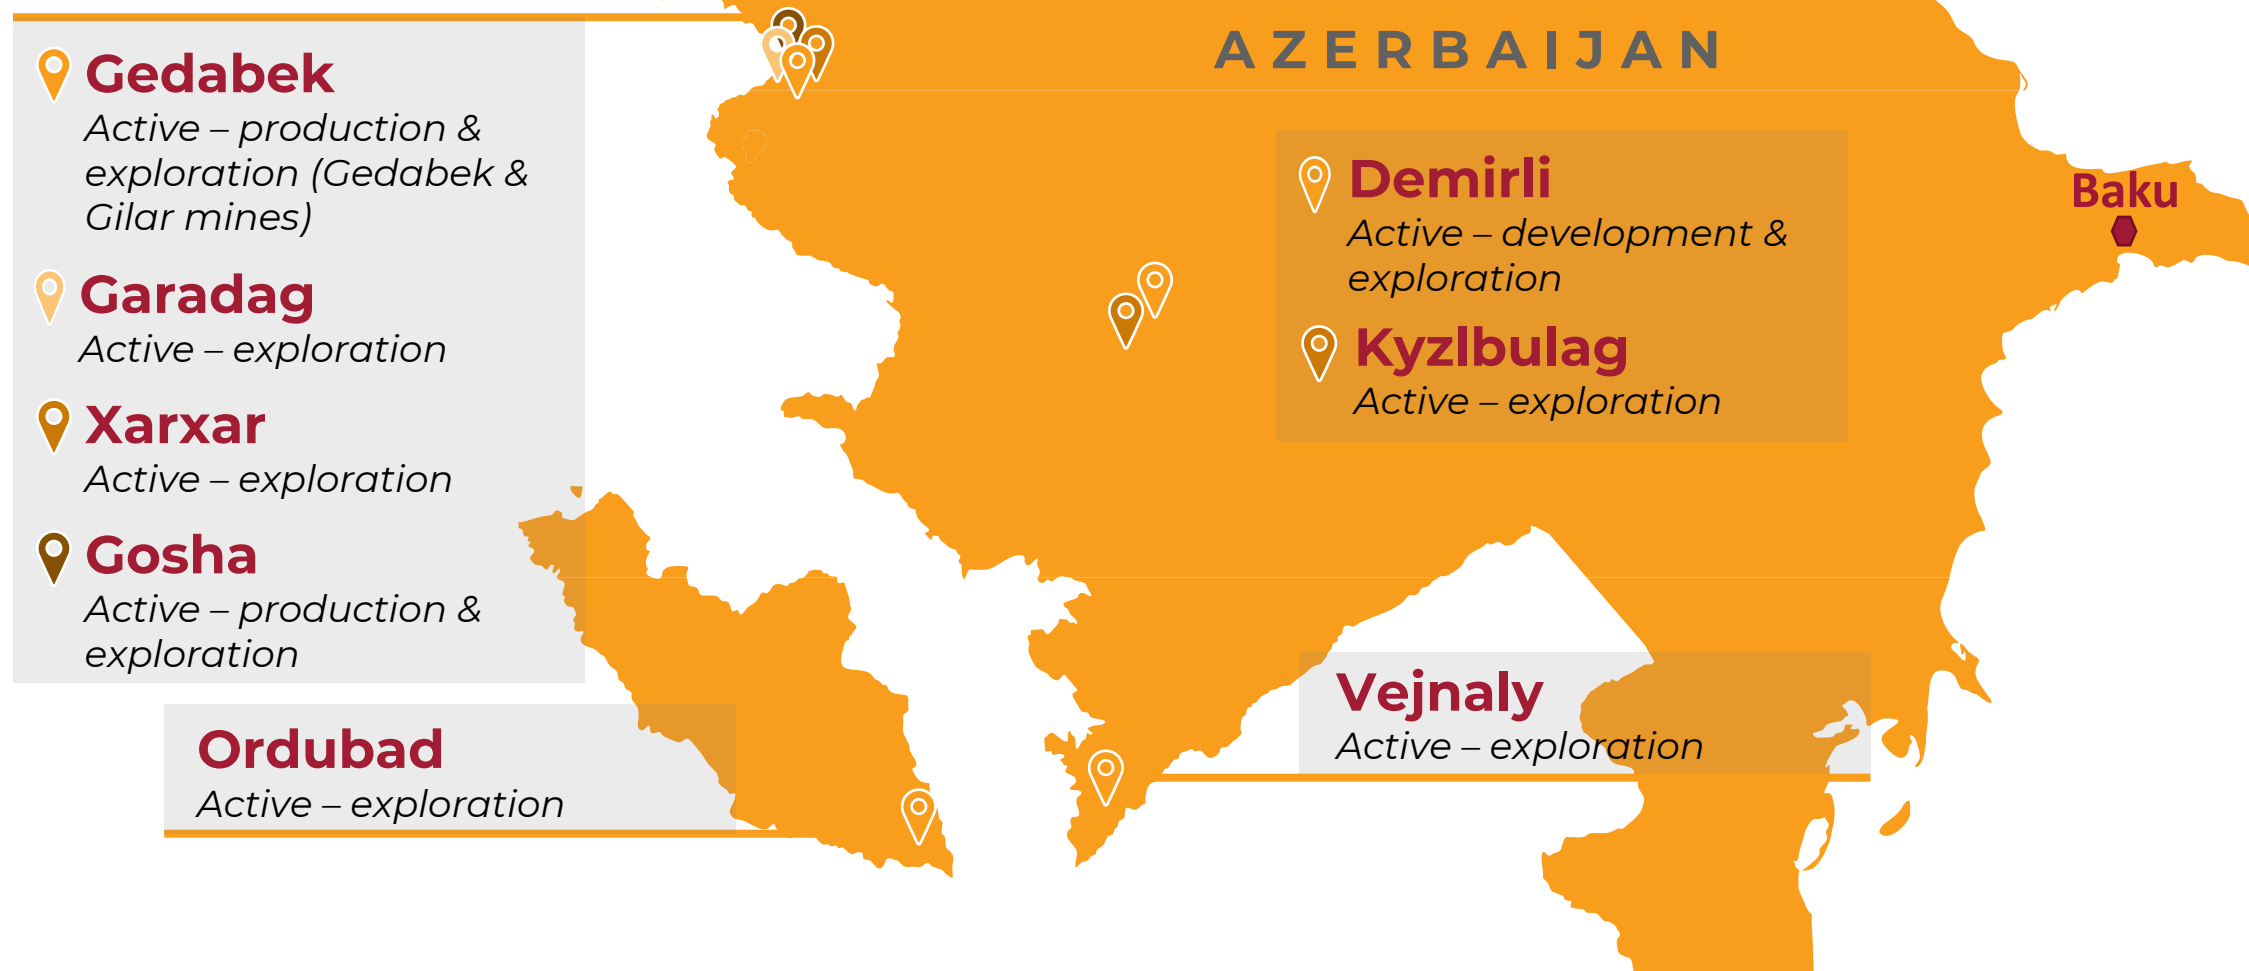 AZERBAIJAN
Gedabek
Active – production &
exploration (Gedabek &
Gilar mines)
Garadag
Active – exploration
Xarxar
Active – exploration
Gosha
Active – production &
exploration
Ordubad
Active – exploration
Demirli
Active – development &
exploration
Kyzlbulag
Active – exploration
Baku
Vejnaly
Active – exploration